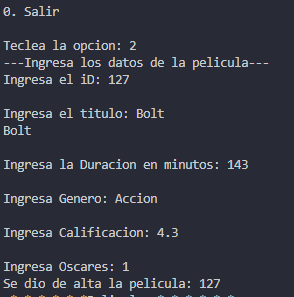 0. Salir
Teclea la opcion: 2
---Ingresa los datos de la pelicula---
Ingresa el iD: 127
Ingresa el titulo: Bolt
Bolt
Ingresa la Duracion en minutos: 143
Ingresa Genero: Accion
Ingresa Calificacion: 4.3
Ingresa Oscares: 1
Se dio de alta la pelicula: 127